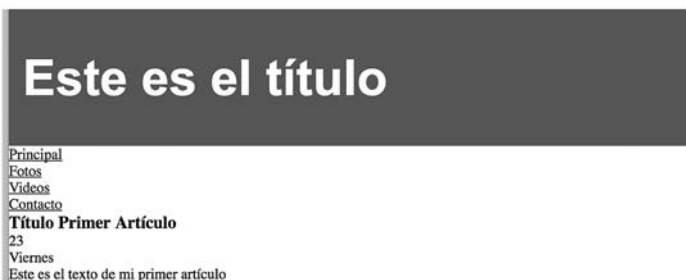 Este es el título
Principal
Fotos
Videos
Contacto
Título Primer Artículo
23
Viernes
Este es el texto de mi primer artículo